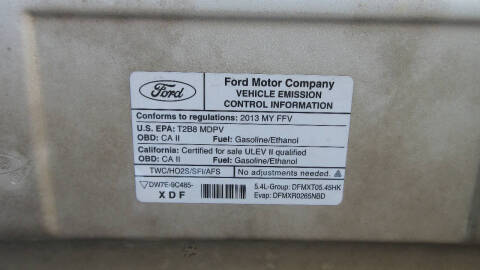 Ford
Ford Motor Company
VEHICLE EMISSION
CONTROL INFORMATION
Conforms to regulations: 2013 MY FFV
U.S. EPA: T2B8 MDPV
OBD: CA II Fuel: Gasoline/Ethanol
California: Certified for sale ULEV II qualified
OBD: CA II Fuel: Gasoline/Ethanol
TWC/HO2S/SFI/AFS No adjustments needed.
DW7E-9C485-
XDF
5.4L-Group: DFMXT05.45HK
Evap: DFMXR0265NBD